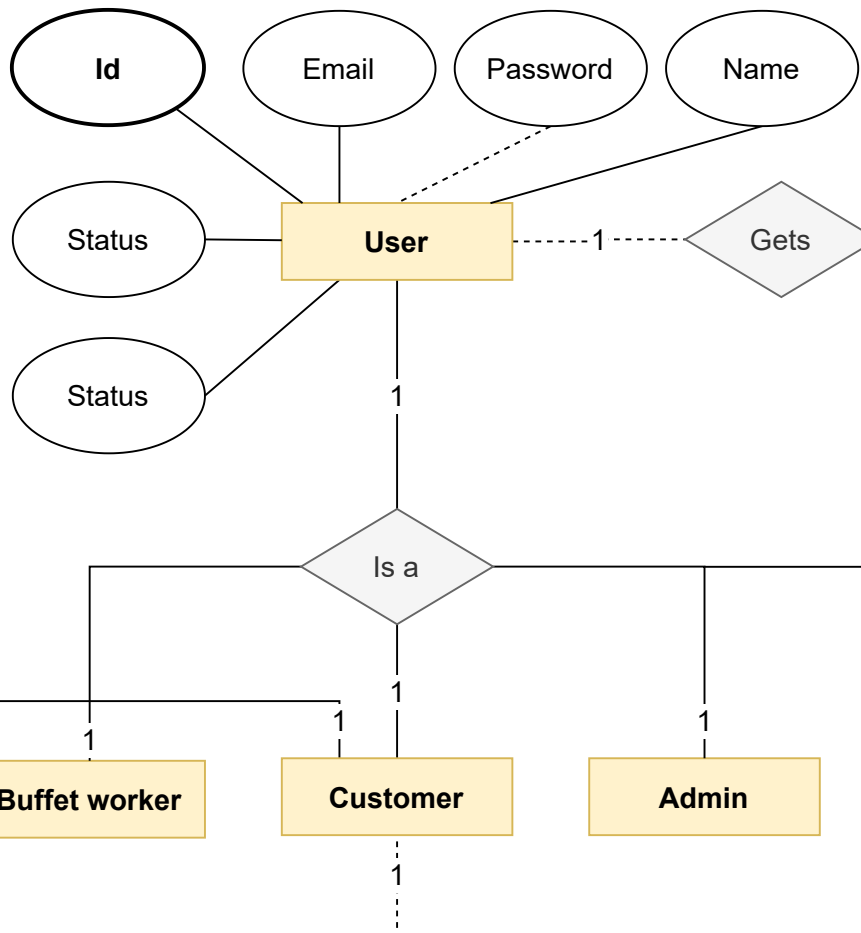 Id
Email
Password
Name
Status
User
1
Gets
Status
1
Is a
1
1
1
1
Buffet worker
Customer
Admin
1